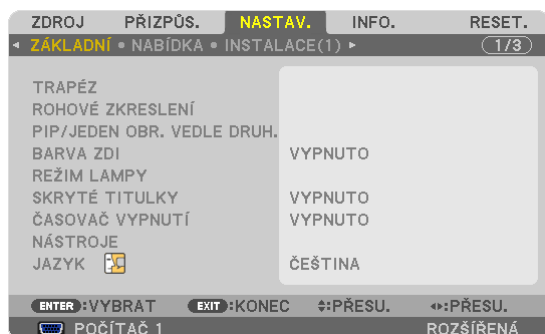 ZDROJ PŘIZPŮS. NASTAV. INFO. RESET.
ZÁKLADNÍ • NABÍDKA • INSTALACE(1) 1/3
TRAPÉZ
ROHOVÉ ZKRESLENÍ
PIP/JEDEN OBR. VEDLE DRUH.
BARVA ZDI VYPNUTO
REŽIM LAMPY
SKRYTÉ TITULKY VYPNUTO
ČASOVAČ VYPNUTÍ VYPNUTO
NÁSTROJE
JAZYK ČEŠTINA
ENTER :VYBRAT EXIT :KONEC :PŘESU. :PŘESU.
POČÍTAČ 1 ROZŠÍŘENÁ